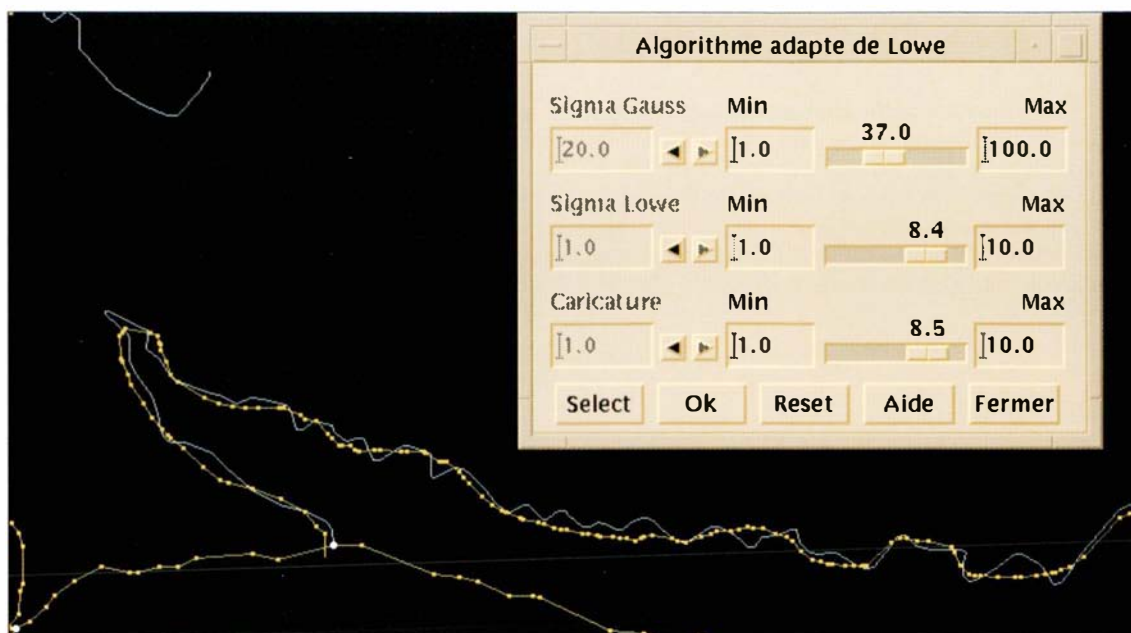 Algorithme adapte de Lowe
Sigma Gauss Min Max
20.0 1.0 37.0 100.0
Sigma Lowe Min Max
1.0 1.0 8.4 10.0
Caricature Min Max
1.0 1.0 8.5 10.0
Select Ok Reset Aide Fermer